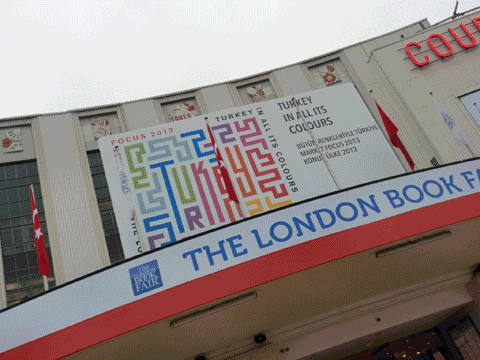 COU
FOCUS 2013
TURKEY
IN ALL ITS COLOURS
TURKEY
IN ALL ITS
COLOURS
BÜTÜN RENKLERİYLE TÜRKİYE
MARKET FOCUS 2013
KONUK ÜLKE 2013
THE LONDON BOOK FA
THE
LONDON
BOOK
FAIR